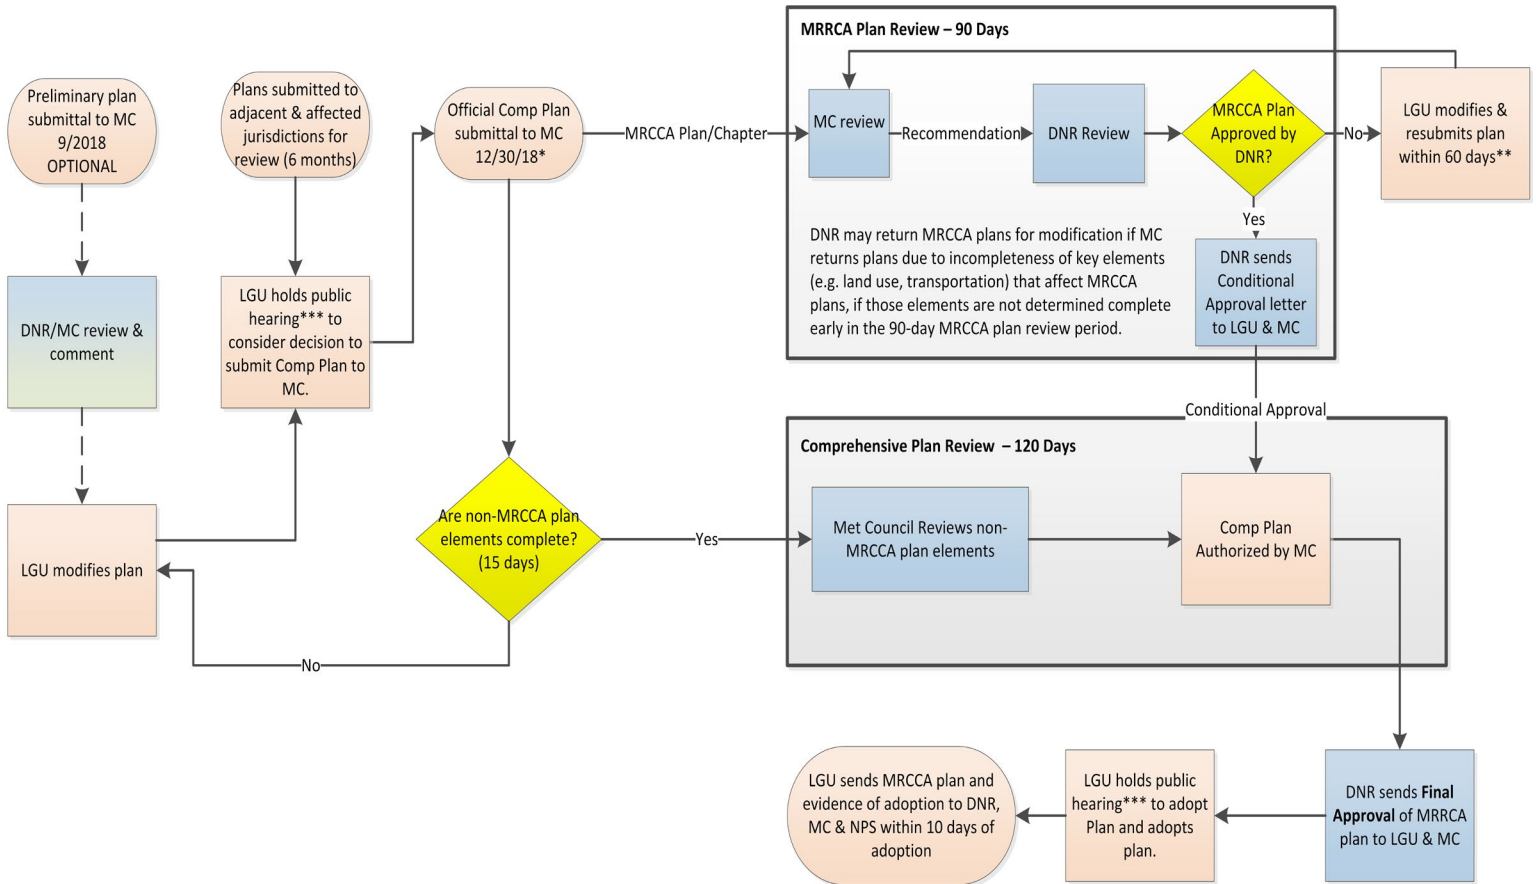 Preliminary plan
submittal to MC
9/2018
OPTIONAL
DNR/MC review &
comment
LGU modifies plan
Plans submitted to
adjacent & affected
jurisdictions for
review (6 months)
LGU holds public
hearing*** to
consider decision to
submit Comp Plan to
MC.
Official Comp Plan
submittal to MC
12/30/18*
MRCCA Plan/Chapter
Are non-MRCCA plan
elements complete?
(15 days)
No
Yes
MRRCA Plan Review – 90 Days
MC review
Recommendation
DNR Review
MRCCA Plan
Approved by
DNR?
No
LGU modifies &
resubmits plan
within 60 days**
Yes
DNR sends
Conditional
Approval letter
to LGU & MC
DNR may return MRCCA plans for modification if MC
returns plans due to incompleteness of key elements
(e.g. land use, transportation) that affect MRCCA
plans, if those elements are not determined complete
early in the 90-day MRCCA plan review period.
Conditional Approval
Comprehensive Plan Review – 120 Days
Met Council Reviews non-
MRCCA plan elements
Comp Plan
Authorized by MC
DNR sends Final
Approval of MRRCA
plan to LGU & MC
LGU holds public
hearing*** to adopt
Plan and adopts
plan.
LGU sends MRCCA plan and
evidence of adoption to DNR,
MC & NPS within 10 days of
adoption